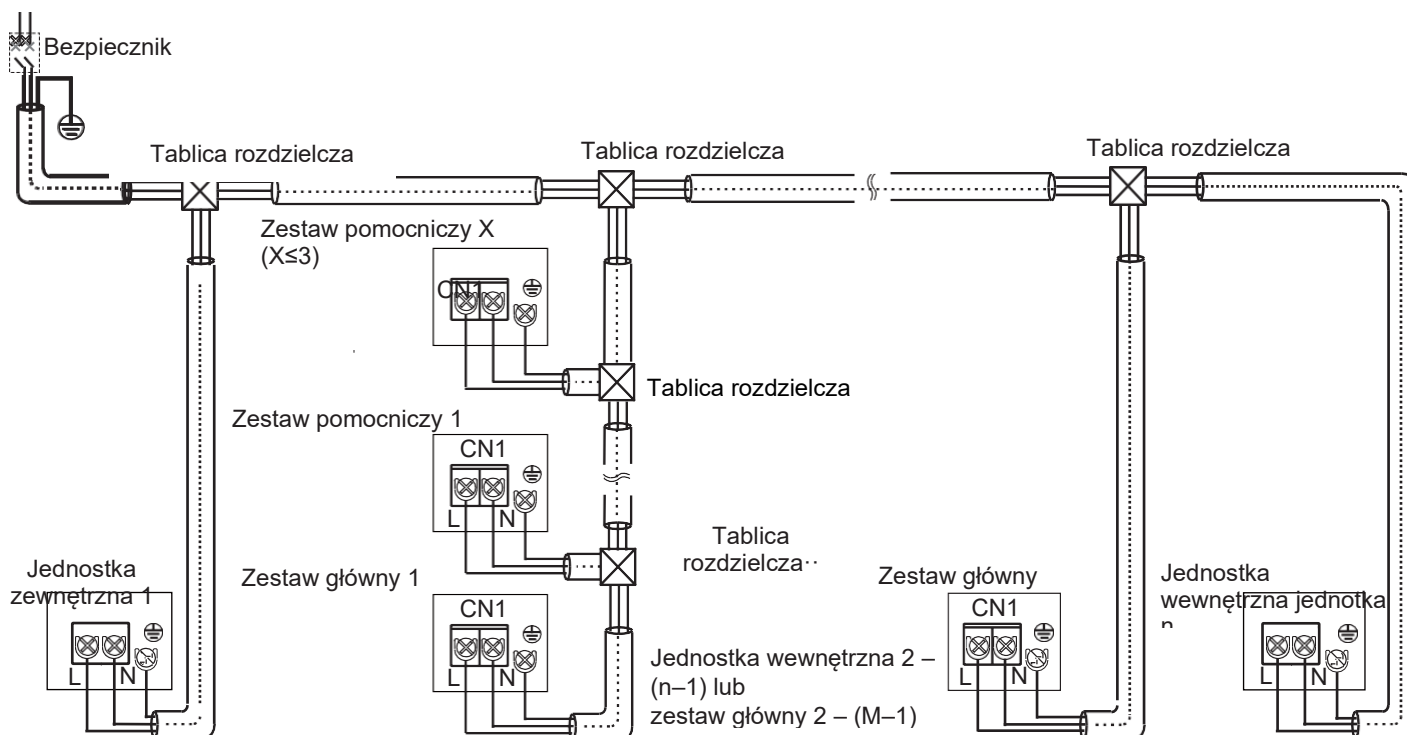 Bezpiecznik
Tablica rozdzielcza
Tablica rozdzielcza
Tablica rozdzielcza
Zestaw pomocniczy X
(X≤3)
CN1
Tablica rozdzielcza
Zestaw pomocniczy 1
CN1
L N
Tablica
rozdzielcza··
Jednostka
zewnętrzna 1
L N
Zestaw główny 1
CN1
L N
Jednostka wewnętrzna 2 –
(n–1) lub
zestaw główny 2 – (M–1)
Zestaw główny
CN1
L N
Jednostka
wewnętrzna jednotka
n
L N